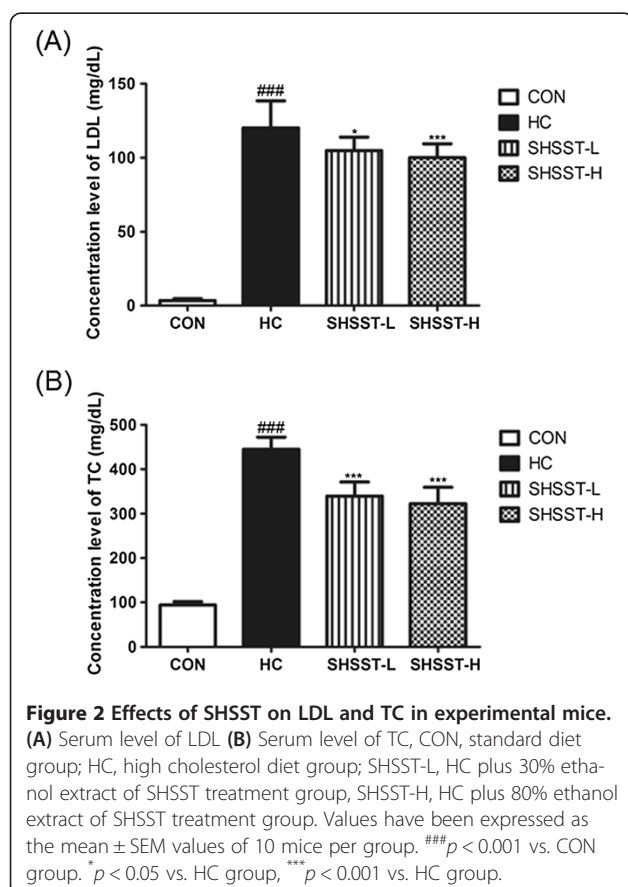 (A)
Concentration level of LDL (mg/dL)
150
100
50
0
###
*
***
CON
HC
SHSST-L
SHSST-H
CON
HC
SHSST-L
SHSST-H
(B)
Concentration level of TC (mg/dL)
500
400
300
200
100
0
###
***
***
CON
HC
SHSST-L
SHSST-H
CON
HC
SHSST-L
SHSST-H
Figure 2 Effects of SHSST on LDL and TC in experimental mice.
(A) Serum level of LDL (B) Serum level of TC, CON, standard diet
group; HC, high cholesterol diet group; SHSST-L, HC plus 30% etha-
nol extract of SHSST treatment group, SHSST-H, HC plus 80% ethanol
extract of SHSST treatment group. Values have been expressed as
the mean ± SEM values of 10 mice per group. ###p < 0.001 vs. CON
group. *p < 0.05 vs. HC group, ***p < 0.001 vs. HC group.